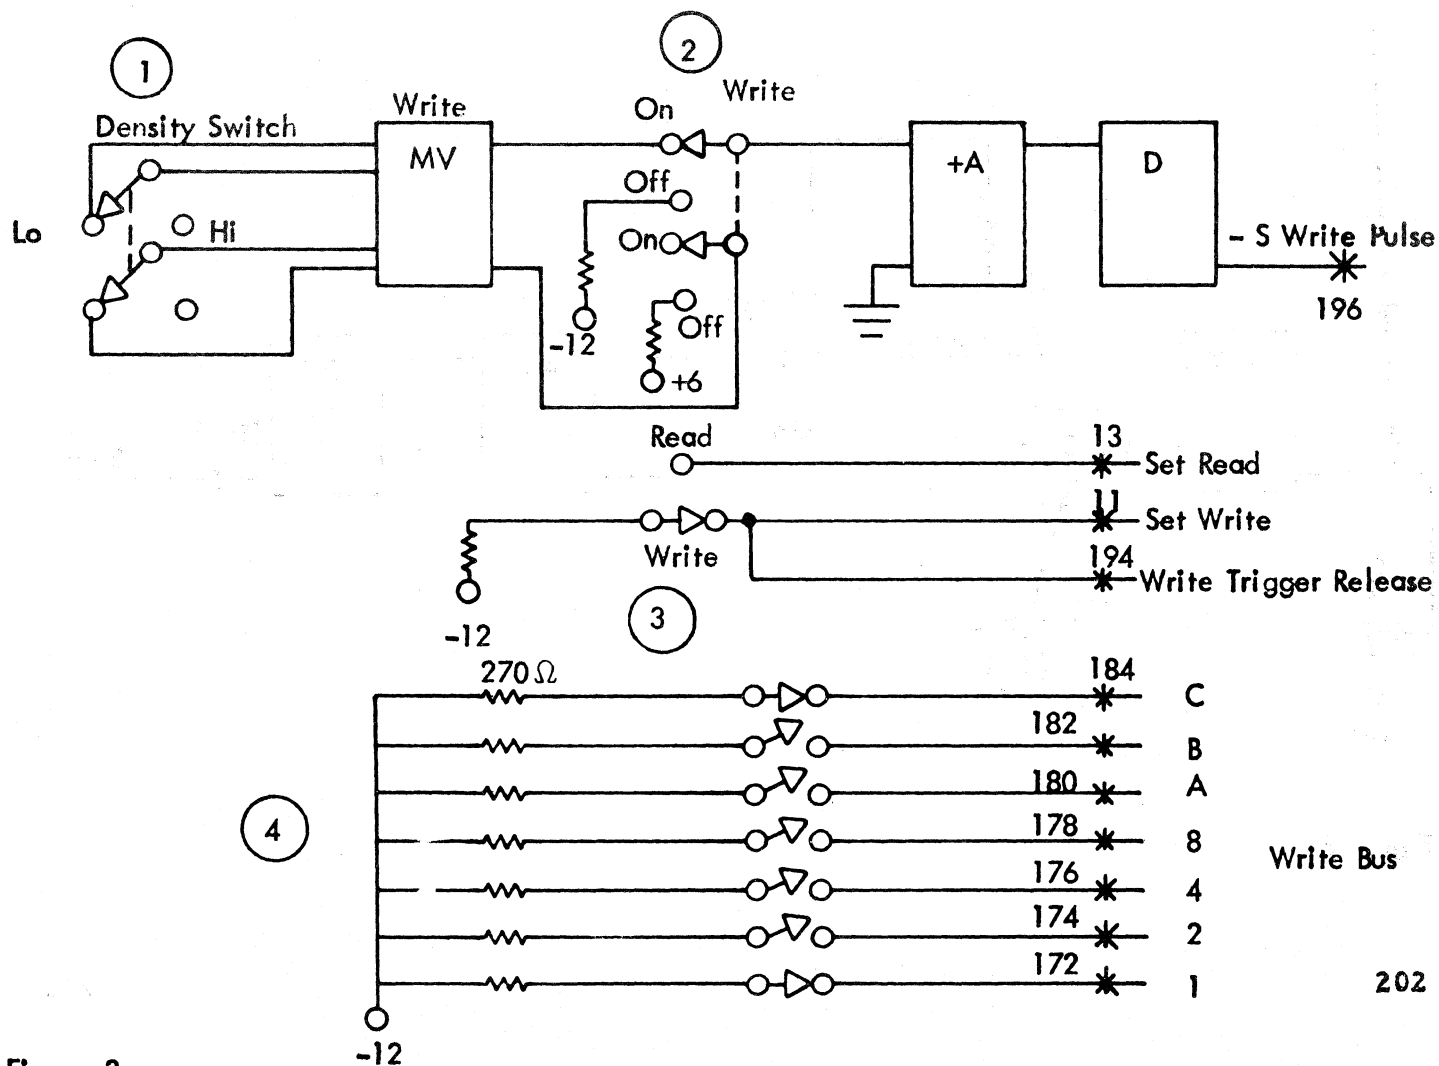 1
2
Density Switch
Write
MV
On
Write
Off
+A
D
Lo
Hi
On
- S Write Pulse
196
-12
Off
+6
Read
13
Set Read
11
Set Write
Write
194
Write Trigger Release
-12
3
270 Ω
184
C
182
B
180
A
4
178
8
Write Bus
176
4
174
2
172
1
202
-12